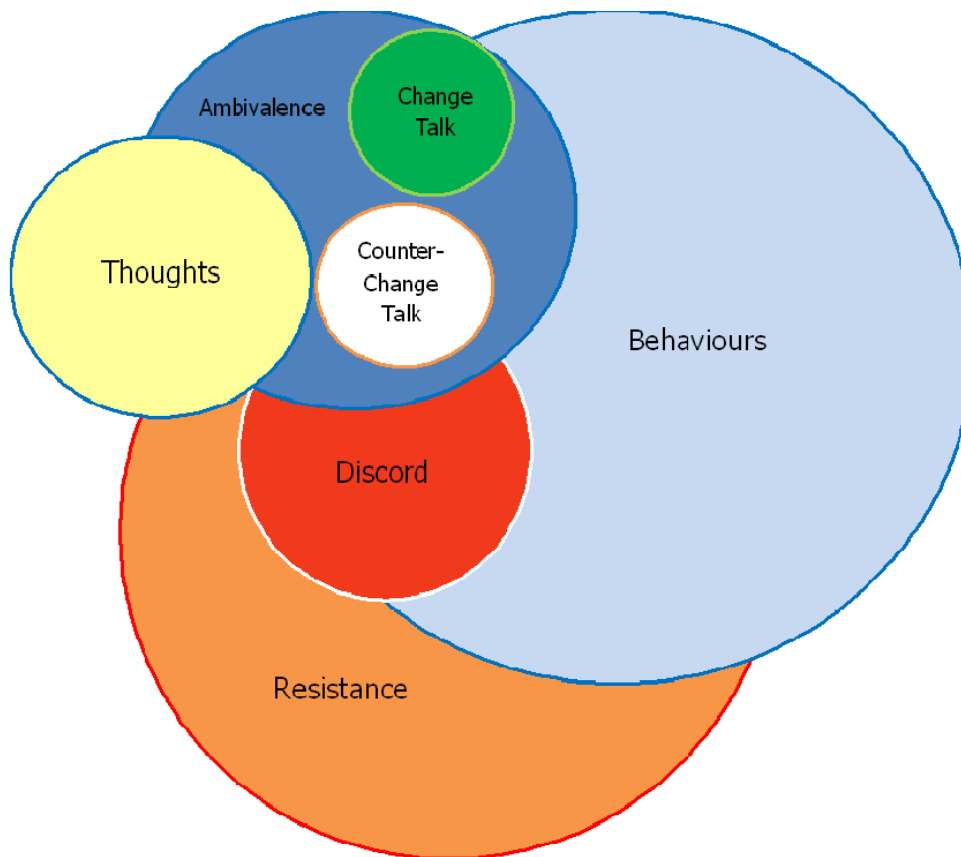 Ambivalence
Change
Talk
Thoughts
Counter-
Change
Talk
Behaviours
Discord
Resistance